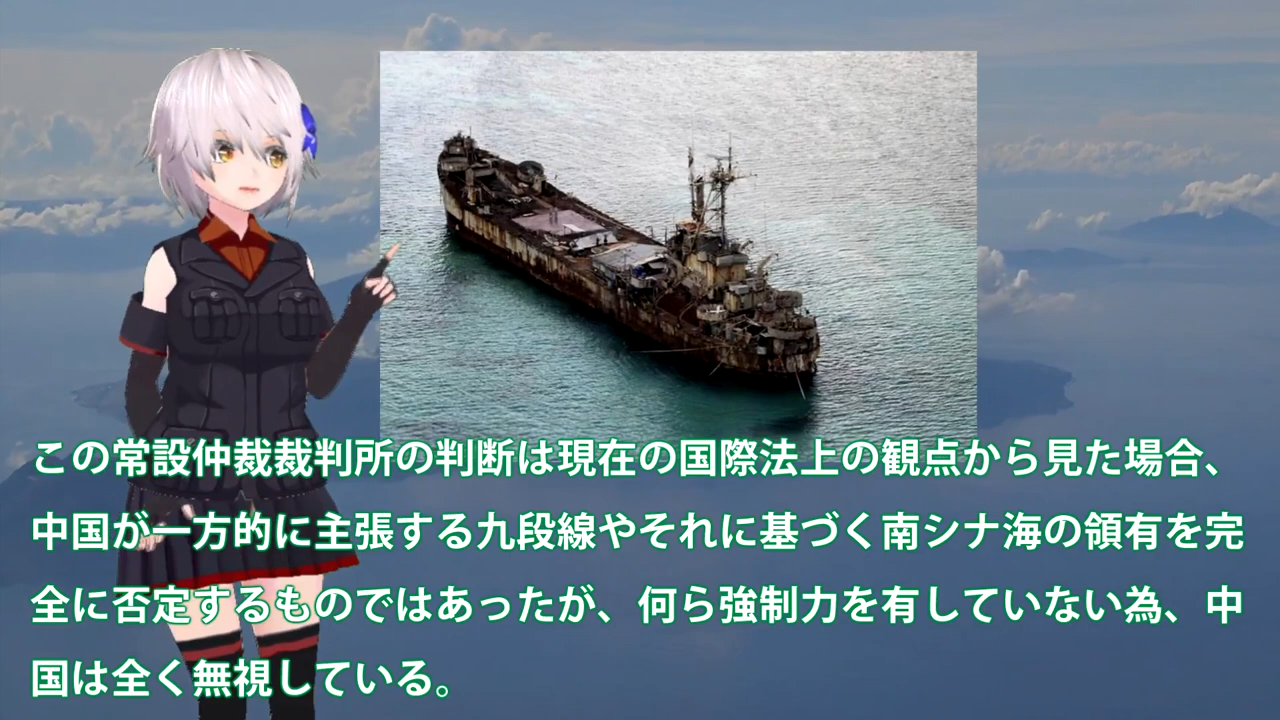 この常設仲裁裁判所の判断は現在の国際法上の観点から見た場合、
中国が一方的に主張する九段線やそれに基づく南シナ海の領有を完
全に否定するものではあったが、何ら強制力を有していない為、中
国は全く無視している。